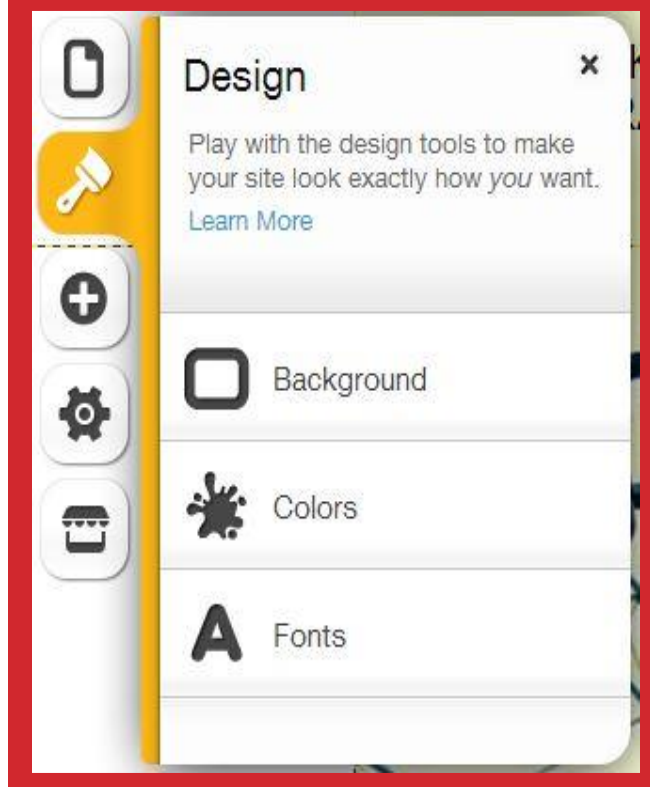 Design
Play with the design tools to make
your site look exactly how you want.
Learn More
Background
Colors
Fonts